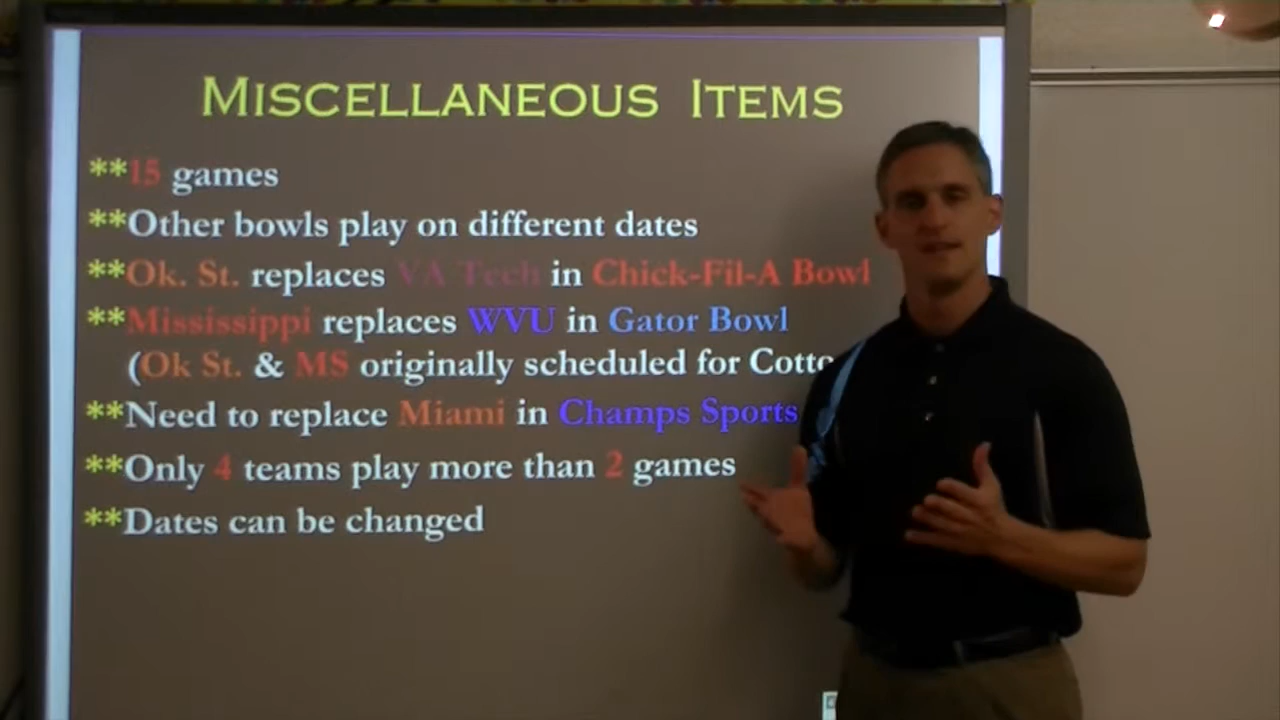 MISCELLANEOUS ITEMS
**15 games
**Other bowls play on different dates
**Ok. St. replaces VA Tech in Chick-Fil-A Bowl
**Mississippi replaces WVU in Gator Bowl
(Ok St. & MS originally scheduled for Cotto
**Need to replace Miami in Champs Sports
**Only 4 teams play more than 2 games
**Dates can be changed